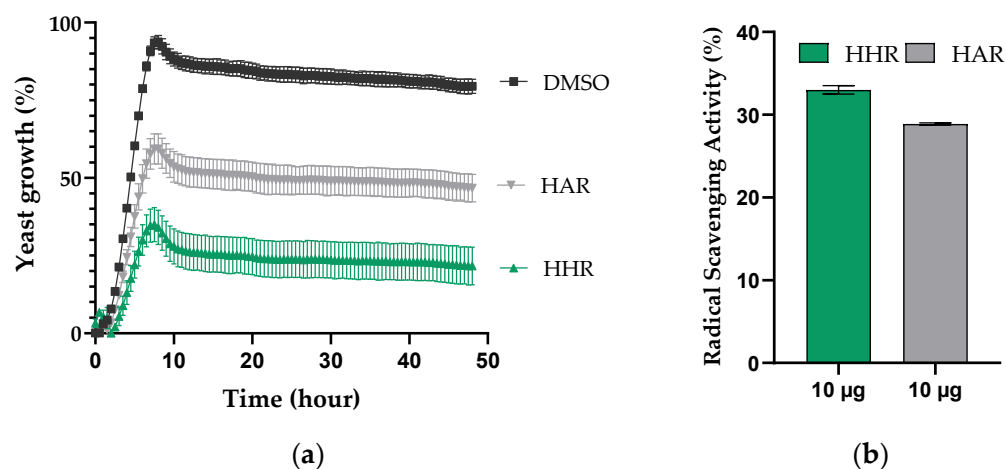 Yeast growth (%)
100
50
0
0 10 20 30 40 50
Time (hour)
DMSO
HAR
HHR
(a)
Radical Scavenging Activity (%)
40
30
20
10
0
HHR HAR
10 µg 10 µg
(b)